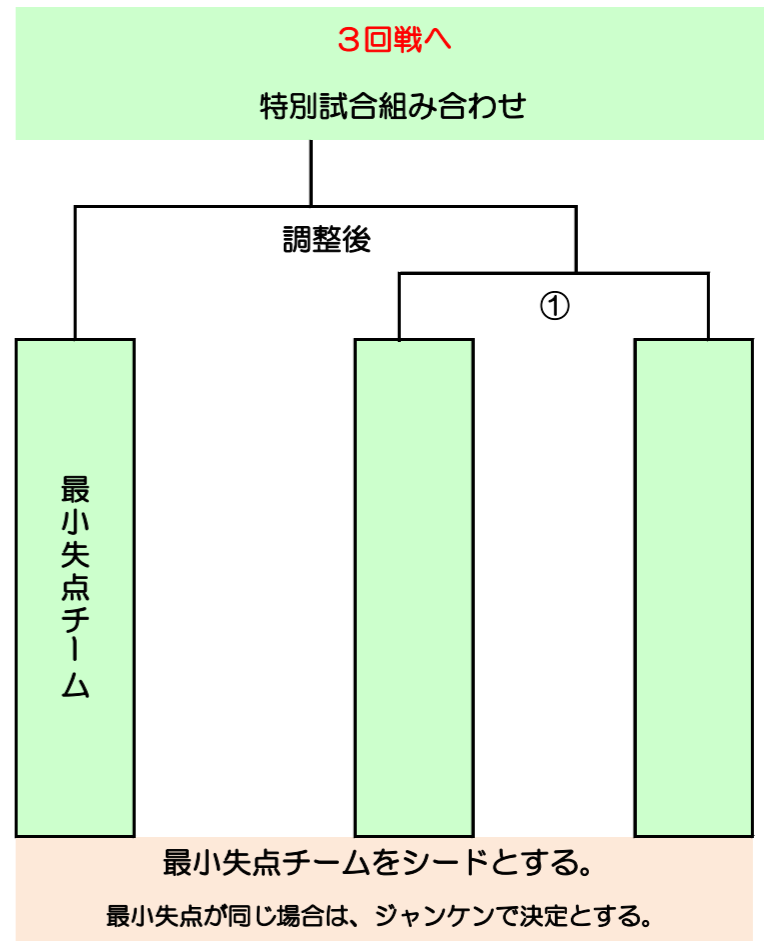 ３回戦へ
特別試合組み合わせ
調整後
①
最小失点チーム
最小失点チームをシードとする。
最小失点が同じ場合は、ジャンケンで決定とする。